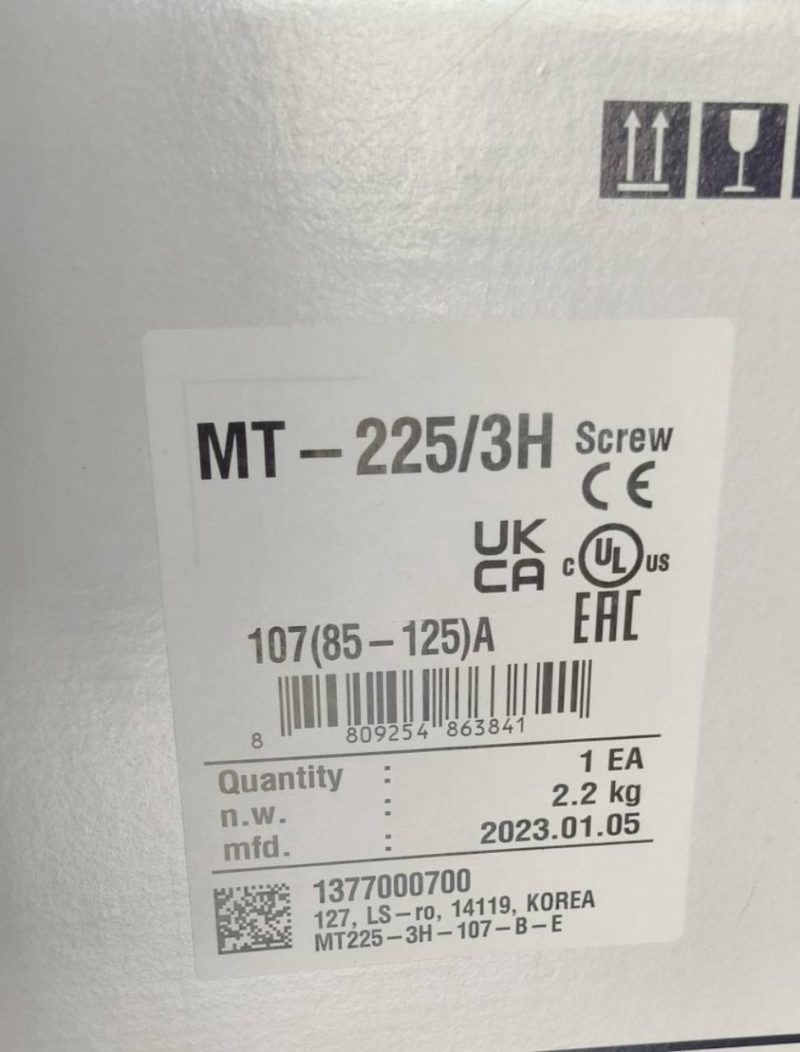 MT-225/3H Screw
CE
UK
CA
C UL US
EAC
107(85-125)A
8 809254 863841
Quantity : 1 EA
n.w. : 2.2 kg
mfd. : 2023.01.05
1377000700
127, LS-ro, 14119, KOREA
MT225-3H-107-B-E